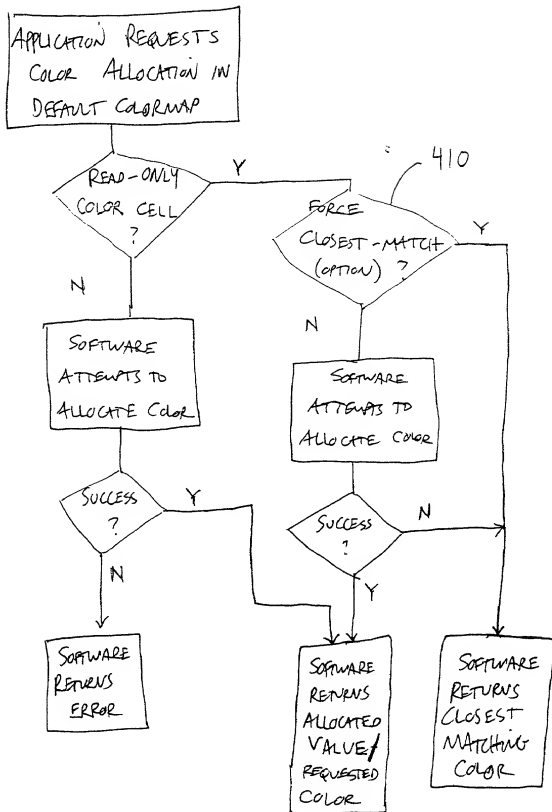 APPLICATION REQUESTS
COLOR ALLOCATION IN
DEFAULT COLORMAP
READ-ONLY
COLOR CELL
?
Y
410
FORCE
CLOSEST-MATCH
(OPTION) ?
Y
N
N
SOFTWARE
ATTEMPTS TO
ALLOCATE COLOR
SOFTWARE
ATTEMPTS TO
ALLOCATE COLOR
SUCCESS
?
Y
SUCCESS
?
N
N
Y
SOFTWARE
RETURNS
ERROR
SOFTWARE
RETURNS
ALLOCATED
VALUE/
REQUESTED
COLOR
SOFTWARE
RETURNS
CLOSEST
MATCHING
COLOR